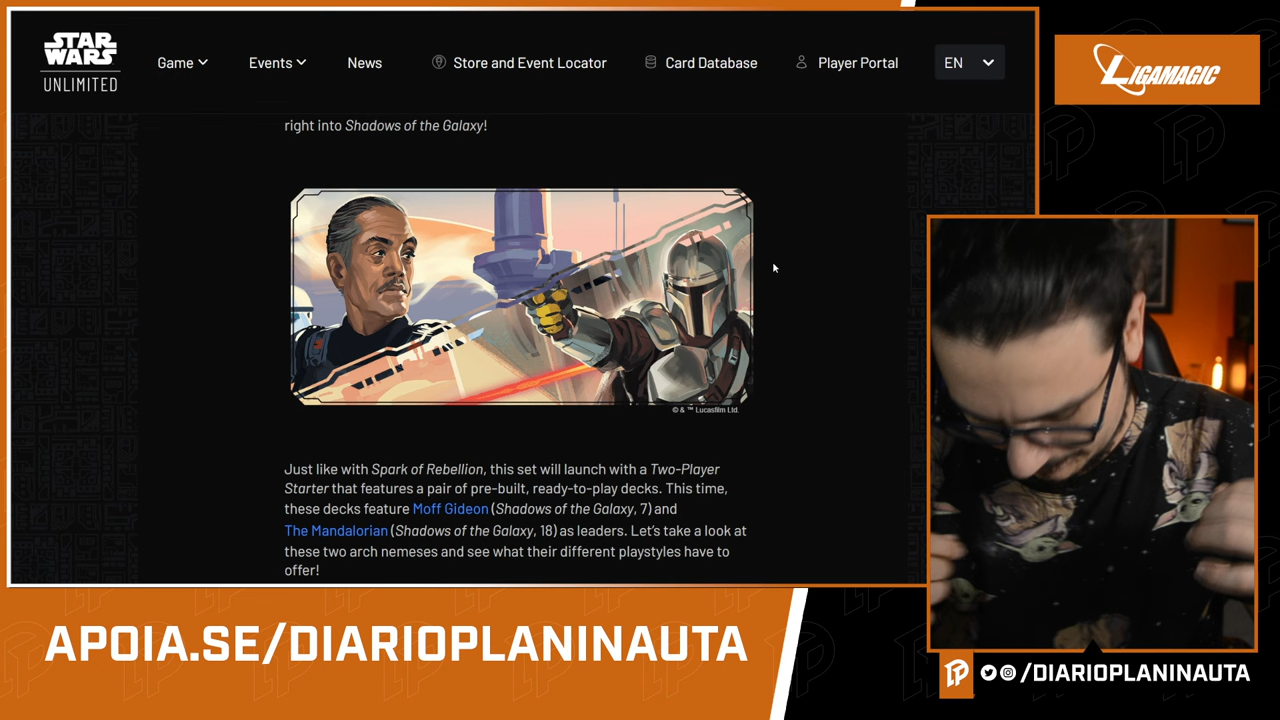 STAR
WARS
UNLIMITED
Game
Events
News
Store and Event Locator
Card Database
Player Portal
EN
LIGAMAGIC
right into Shadows of the Galaxy!
© & ™ Lucasfilm Ltd.
Just like with Spark of Rebellion, this set will launch with a Two-Player
Starter that features a pair of pre-built, ready-to-play decks. This time,
these decks feature Moff Gideon (Shadows of the Galaxy, 7) and
The Mandalorian (Shadows of the Galaxy, 18) as leaders. Let's take a look at
these two arch nemeses and see what their different playstyles have to
offer!
APOIA.SE/DIARIOPLANINAUTA
/DIARIOPLANINAUTA